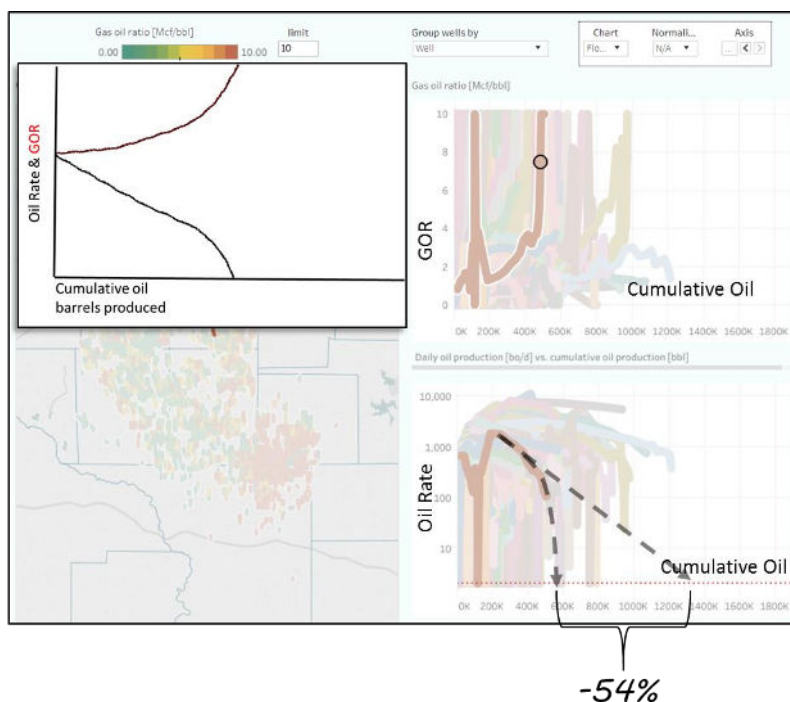 Gas oil ratio [Mcf/bbl]
0.00 10.00
limit
10
Group wells by
Well
Chart
Flo...
Normali...
N/A
Axis
...
Oil Rate & GOR
Cumulative oil
barrels produced
Gas oil ratio [Mcf/bbl]
10
8
6
4
2
0
GOR
Cumulative Oil
0K 200K 400K 600K 800K 1000K 1200K 1400K 1600K 1800K
Daily oil production [bo/d] vs. cumulative oil production [bbl]
10,000
1,000
100
10
Oil Rate
Cumulative Oil
0K 200K 400K 600K 800K 1000K 1200K 1400K 1600K 1800K
-54%